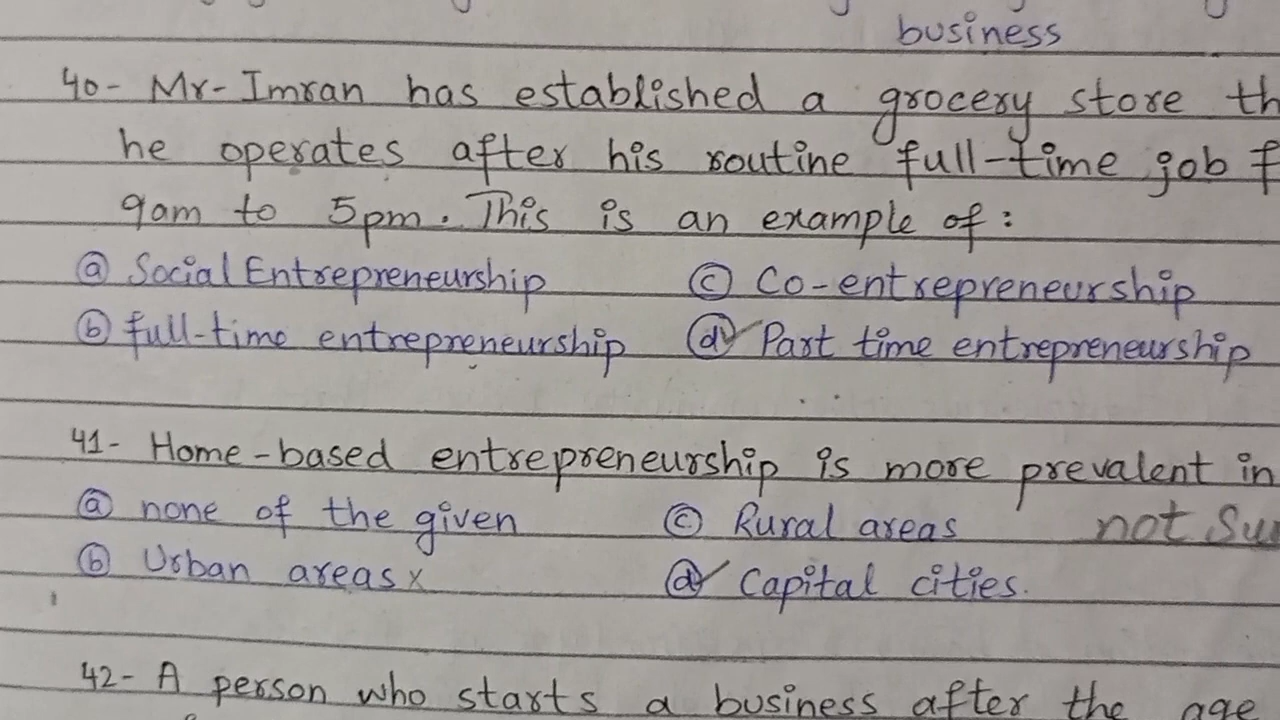 business
40- Mr- Imran has established a grocery store th
he operates after his routine full-time job f
9am to 5pm. This is an example of :
ⓐ Social Entrepreneurship ⓒ Co-entrepreneurship
ⓑ full-time entrepreneurship ⓓ✓ Part time entrepreneurship
41- Home-based entrepreneurship is more prevalent in
ⓐ none of the given ⓒ Rural areas not Su
ⓑ Urban areas x ⓓ✓ Capital cities.
42- A person who starts a business after the age